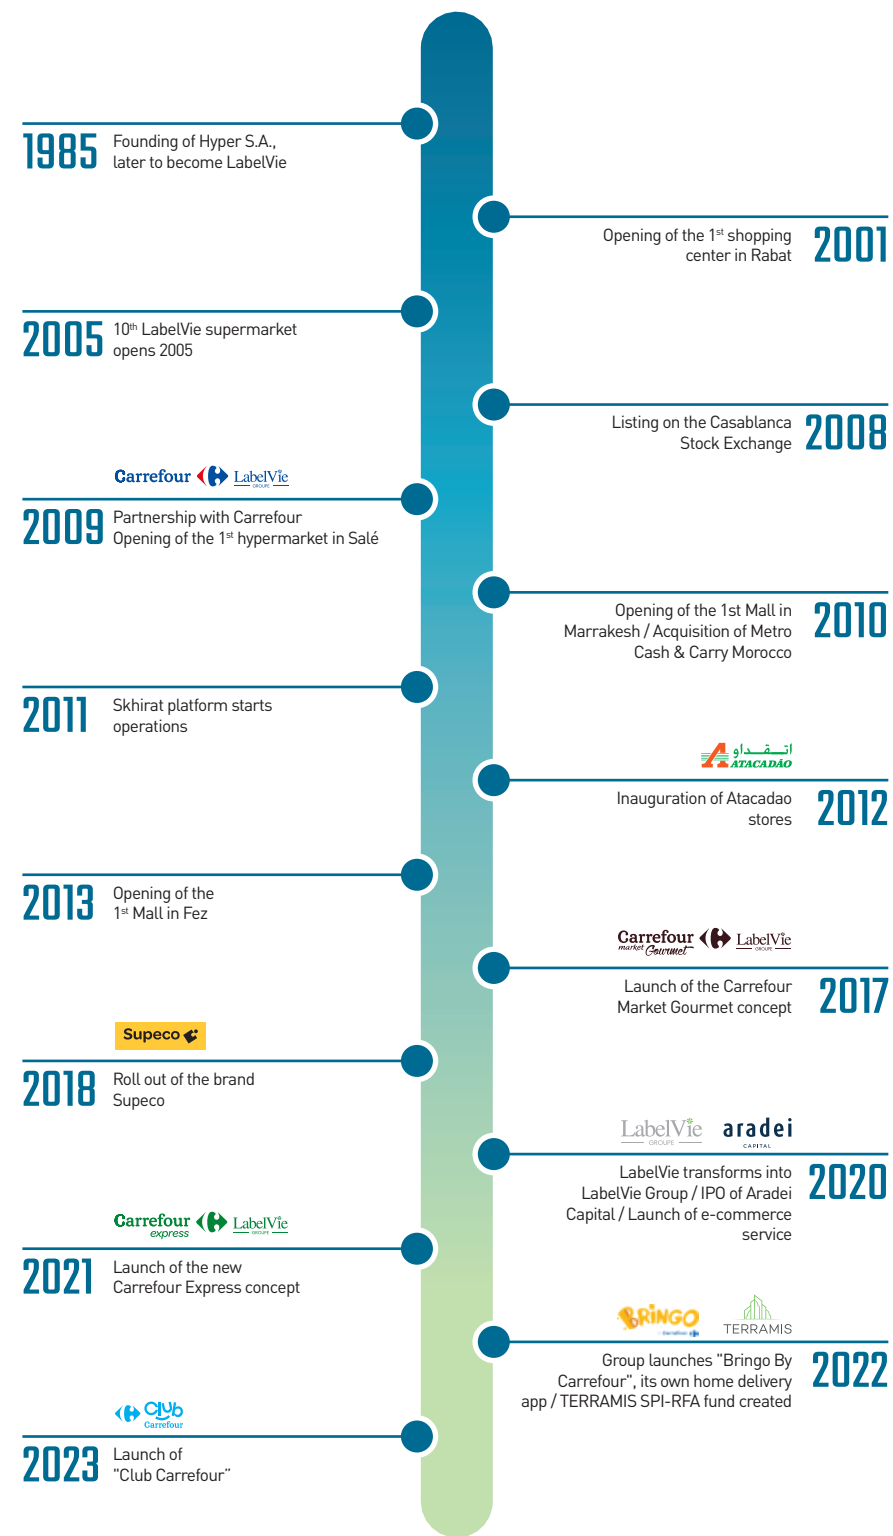 1985
Founding of Hyper S.A.,
later to become LabelVie
Opening of the 1st shopping
center in Rabat
2001
2005
10th LabelVie supermarket
opens 2005
Listing on the Casablanca
Stock Exchange
2008
Carrefour LabelVie
GROUPE
2009
Partnership with Carrefour
Opening of the 1st hypermarket in Salé
Opening of the 1st Mall in
Marrakesh / Acquisition of Metro
Cash & Carry Morocco
2010
2011
Skhirat platform starts
operations
اتـقـداو
ATACADÃO
Inauguration of Atacadao
stores
2012
2013
Opening of the
1st Mall in Fez
Carrefour LabelVie
market Gourmet GROUPE
Launch of the Carrefour
Market Gourmet concept
2017
Supeco
2018
Roll out of the brand
Supeco
LabelVie aradei
GROUPE CAPITAL
LabelVie transforms into
LabelVie Group / IPO of Aradei
Capital / Launch of e-commerce
service
2020
Carrefour LabelVie
express GROUPE
2021
Launch of the new
Carrefour Express concept
BRINGO
Carrefour
TERRAMIS
Group launches "Bringo By
Carrefour", its own home delivery
app / TERRAMIS SPI-RFA fund created
2022
Club
Carrefour
2023
Launch of
"Club Carrefour”